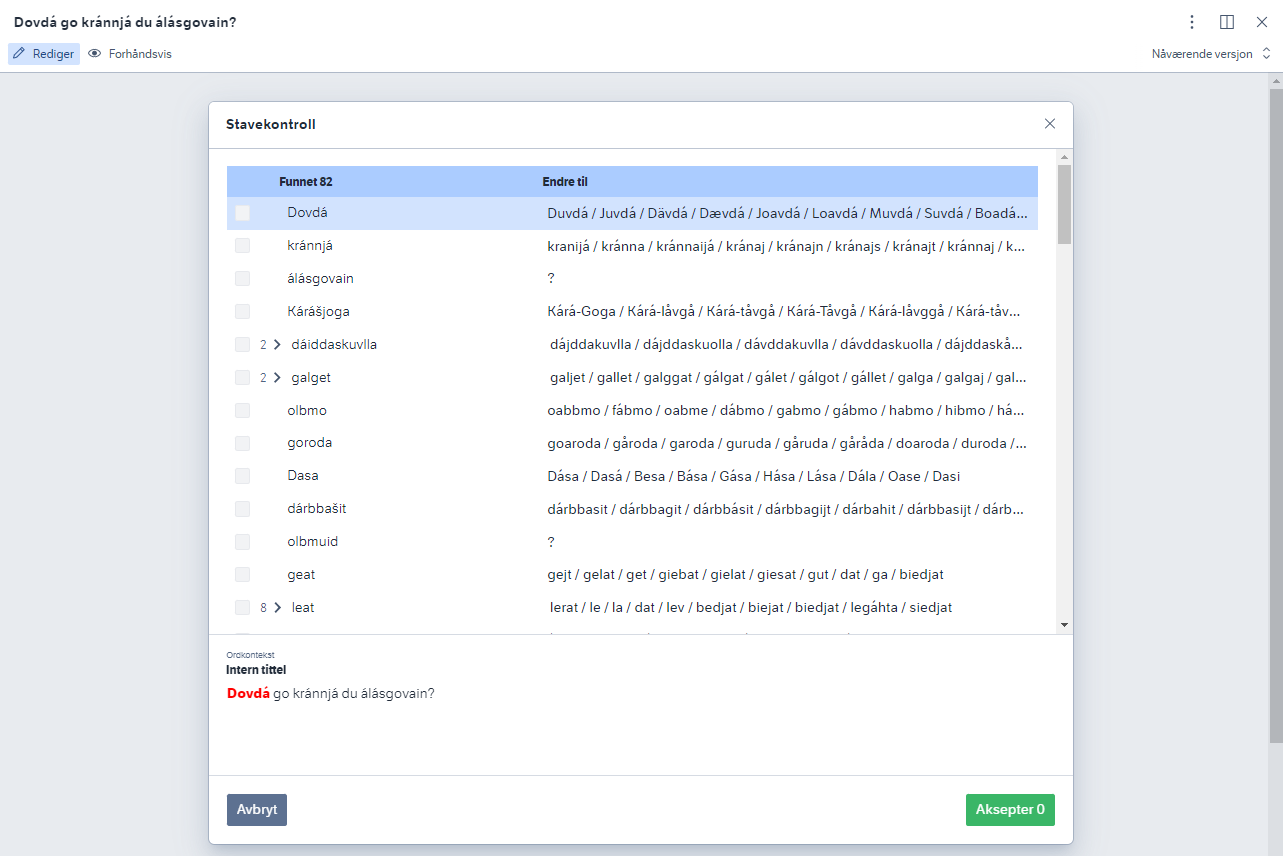 Dovdá go kránnjá du álásgovain?
Rediger Forhåndsvis Nåværende versjon
Stavekontroll
Funnet 82 Endre til
Dovdá Duvdá / Juvdá / Dävdá / Dævdá / Joavdá / Loavdá / Muvdá / Suvdá / Boadá...
kránnjá kranijá / kránna / kránnaijá / kránaj / kránajn / kránajs / kránajt / kránnaj / k...
álásgovain ?
Kárášjoga Kárá-Goga / Kárá-låvgå / Kárá-tåvgå / Kárá-Tåvgå / Kárá-låvggå / Kárá-tåv...
2 dáiddaskuvlla dájddakuvlla / dájddaskuolla / dávddakuvlla / dávddaskuolla / dájddaskå...
2 galget galjet / gallet / galggat / gálgat / gálet / gálgot / gállet / galga / galgaj / gal...
olbmo oabbmo / fábmo / oabme / dábmo / gabmo / gábmo / habmo / hibmo / há...
goroda goaroda / gåroda / garoda / guruda / gåruda / gåråda / doaroda / duroda /...
Dasa Dása / Dasá / Besa / Bása / Gása / Hása / Lása / Dála / Oase / Dasi
dárbbašit dárbbasit / dárbbagit / dárbbásit / dárbbagijt / dárbahit / dárbbasijt / dárb...
olbmuid ?
geat gejt / gelat / get / giebat / gielat / giesat / gut / dat / ga / biedjat
8 leat lerat / le / la / dat / lev / bedjat / biejat / biedjat / legáhta / siedjat
Ordkontekst
Intern tittel
Dovdá go kránnjá du álásgovain?
Avbryt Aksepter 0